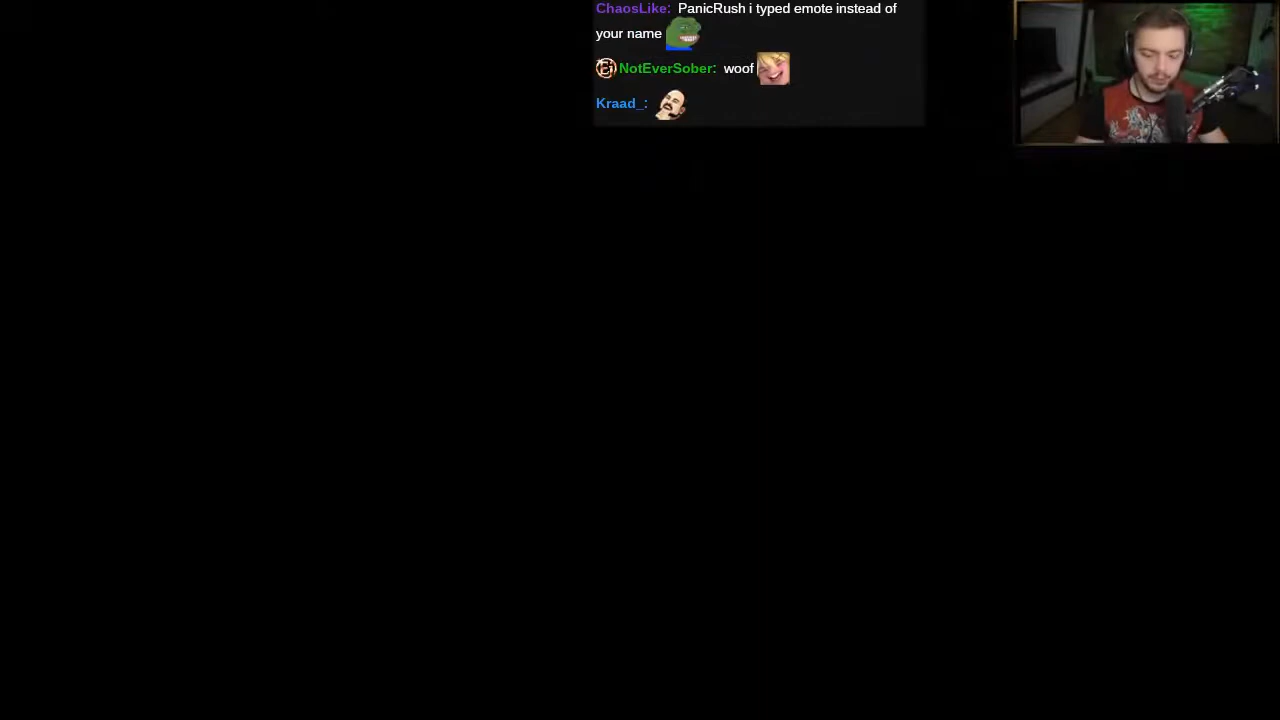 ChaosLike: PanicRush i typed emote instead of
your name
NotEverSober: woof
Kraad_: